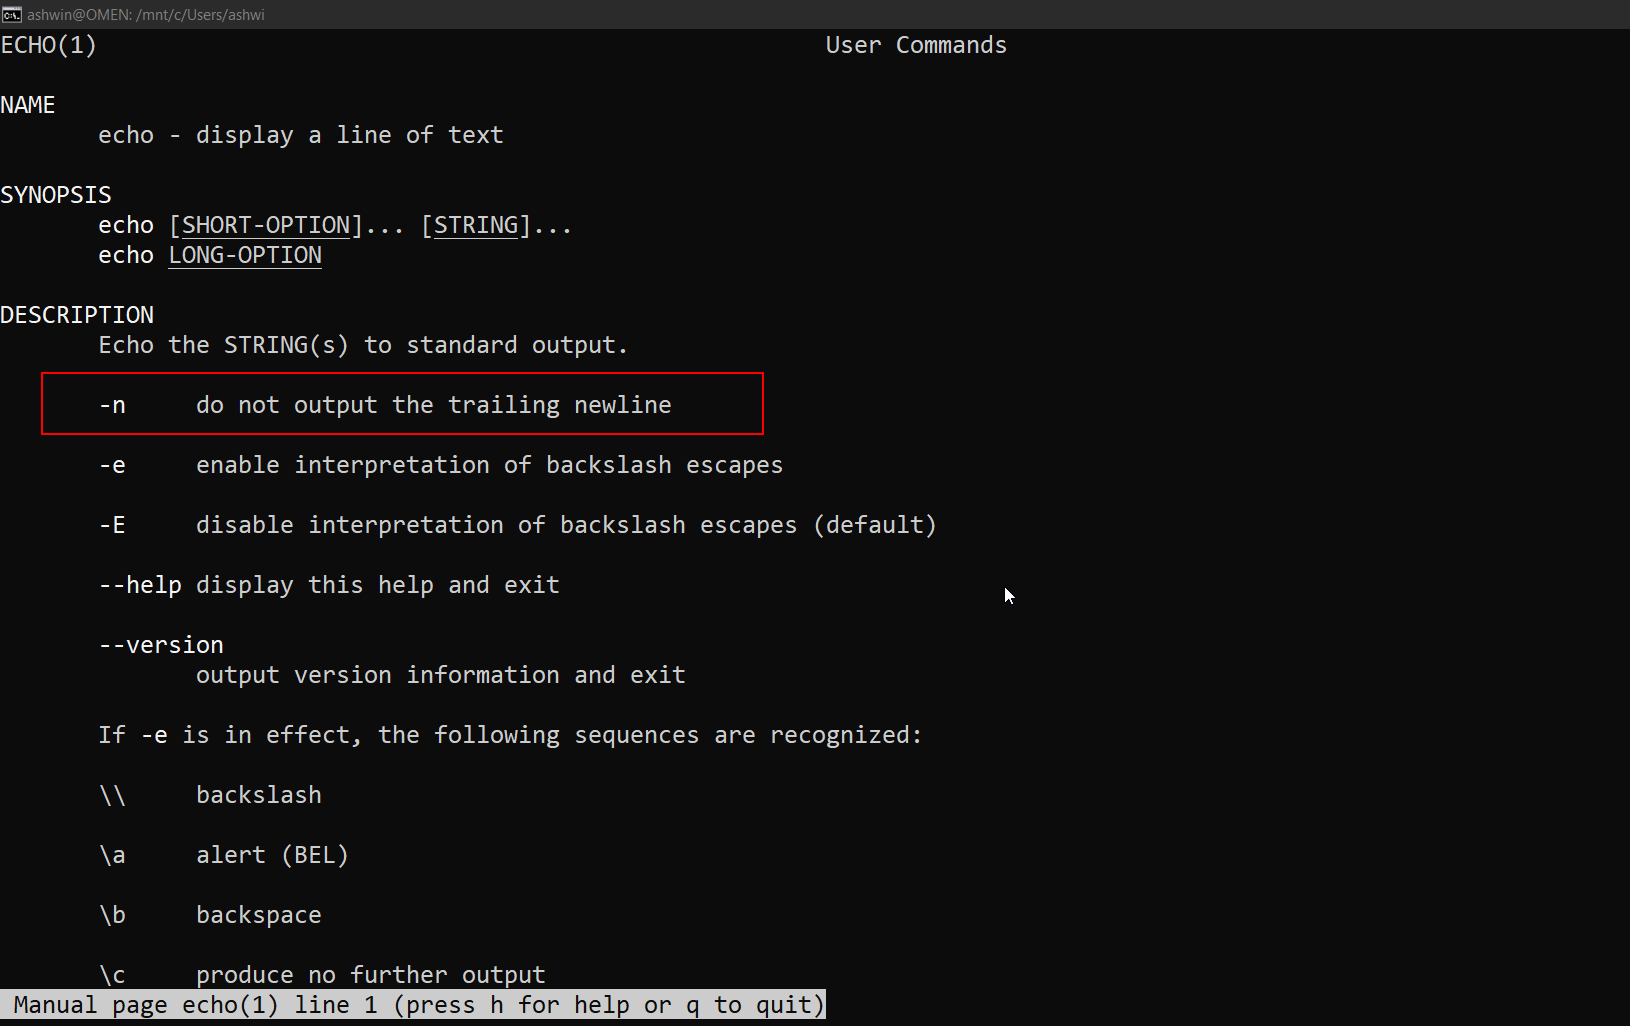 ashwin@OMEN: /mnt/c/Users/ashwi
ECHO(1) User Commands
NAME
echo - display a line of text
SYNOPSIS
echo [SHORT-OPTION]... [STRING]...
echo LONG-OPTION
DESCRIPTION
Echo the STRING(s) to standard output.
-n do not output the trailing newline
-e enable interpretation of backslash escapes
-E disable interpretation of backslash escapes (default)
--help display this help and exit
--version
output version information and exit
If -e is in effect, the following sequences are recognized:
\\ backslash
\a alert (BEL)
\b backspace
\c produce no further output
Manual page echo(1) line 1 (press h for help or q to quit)